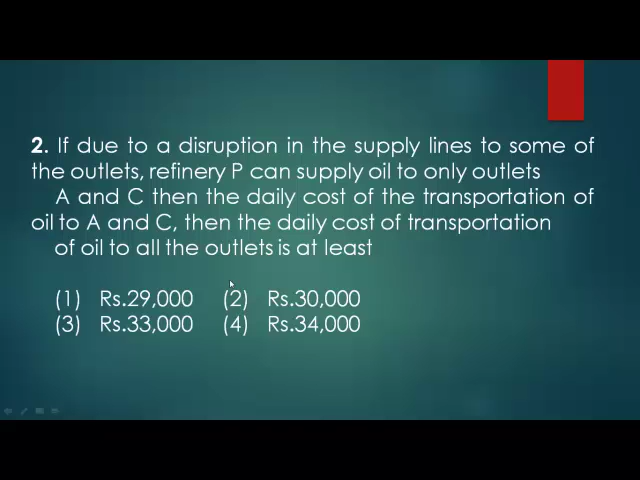 2. If due to a disruption in the supply lines to some of
the outlets, refinery P can supply oil to only outlets
A and C then the daily cost of the transportation of
oil to A and C, then the daily cost of transportation
of oil to all the outlets is at least
(1) Rs.29,000 (2) Rs.30,000
(3) Rs.33,000 (4) Rs.34,000